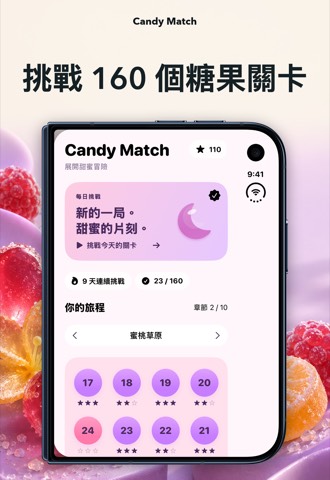 Candy Match
挑戰 160 個糖果關卡
Candy Match
★ 110
展開甜蜜冒險
9:41
每日挑戰
新的一局。
甜蜜的片刻。
▶ 挑戰今天的關卡 →
9 天連續挑戰
23 / 160
你的旅程
章節 2 / 10
< 蜜桃草原 >
17 18 19 20
★★★ ★★☆ ★★★ ★★☆
24 23 22 21
☆☆☆ ★★★ ★★☆ ★★★